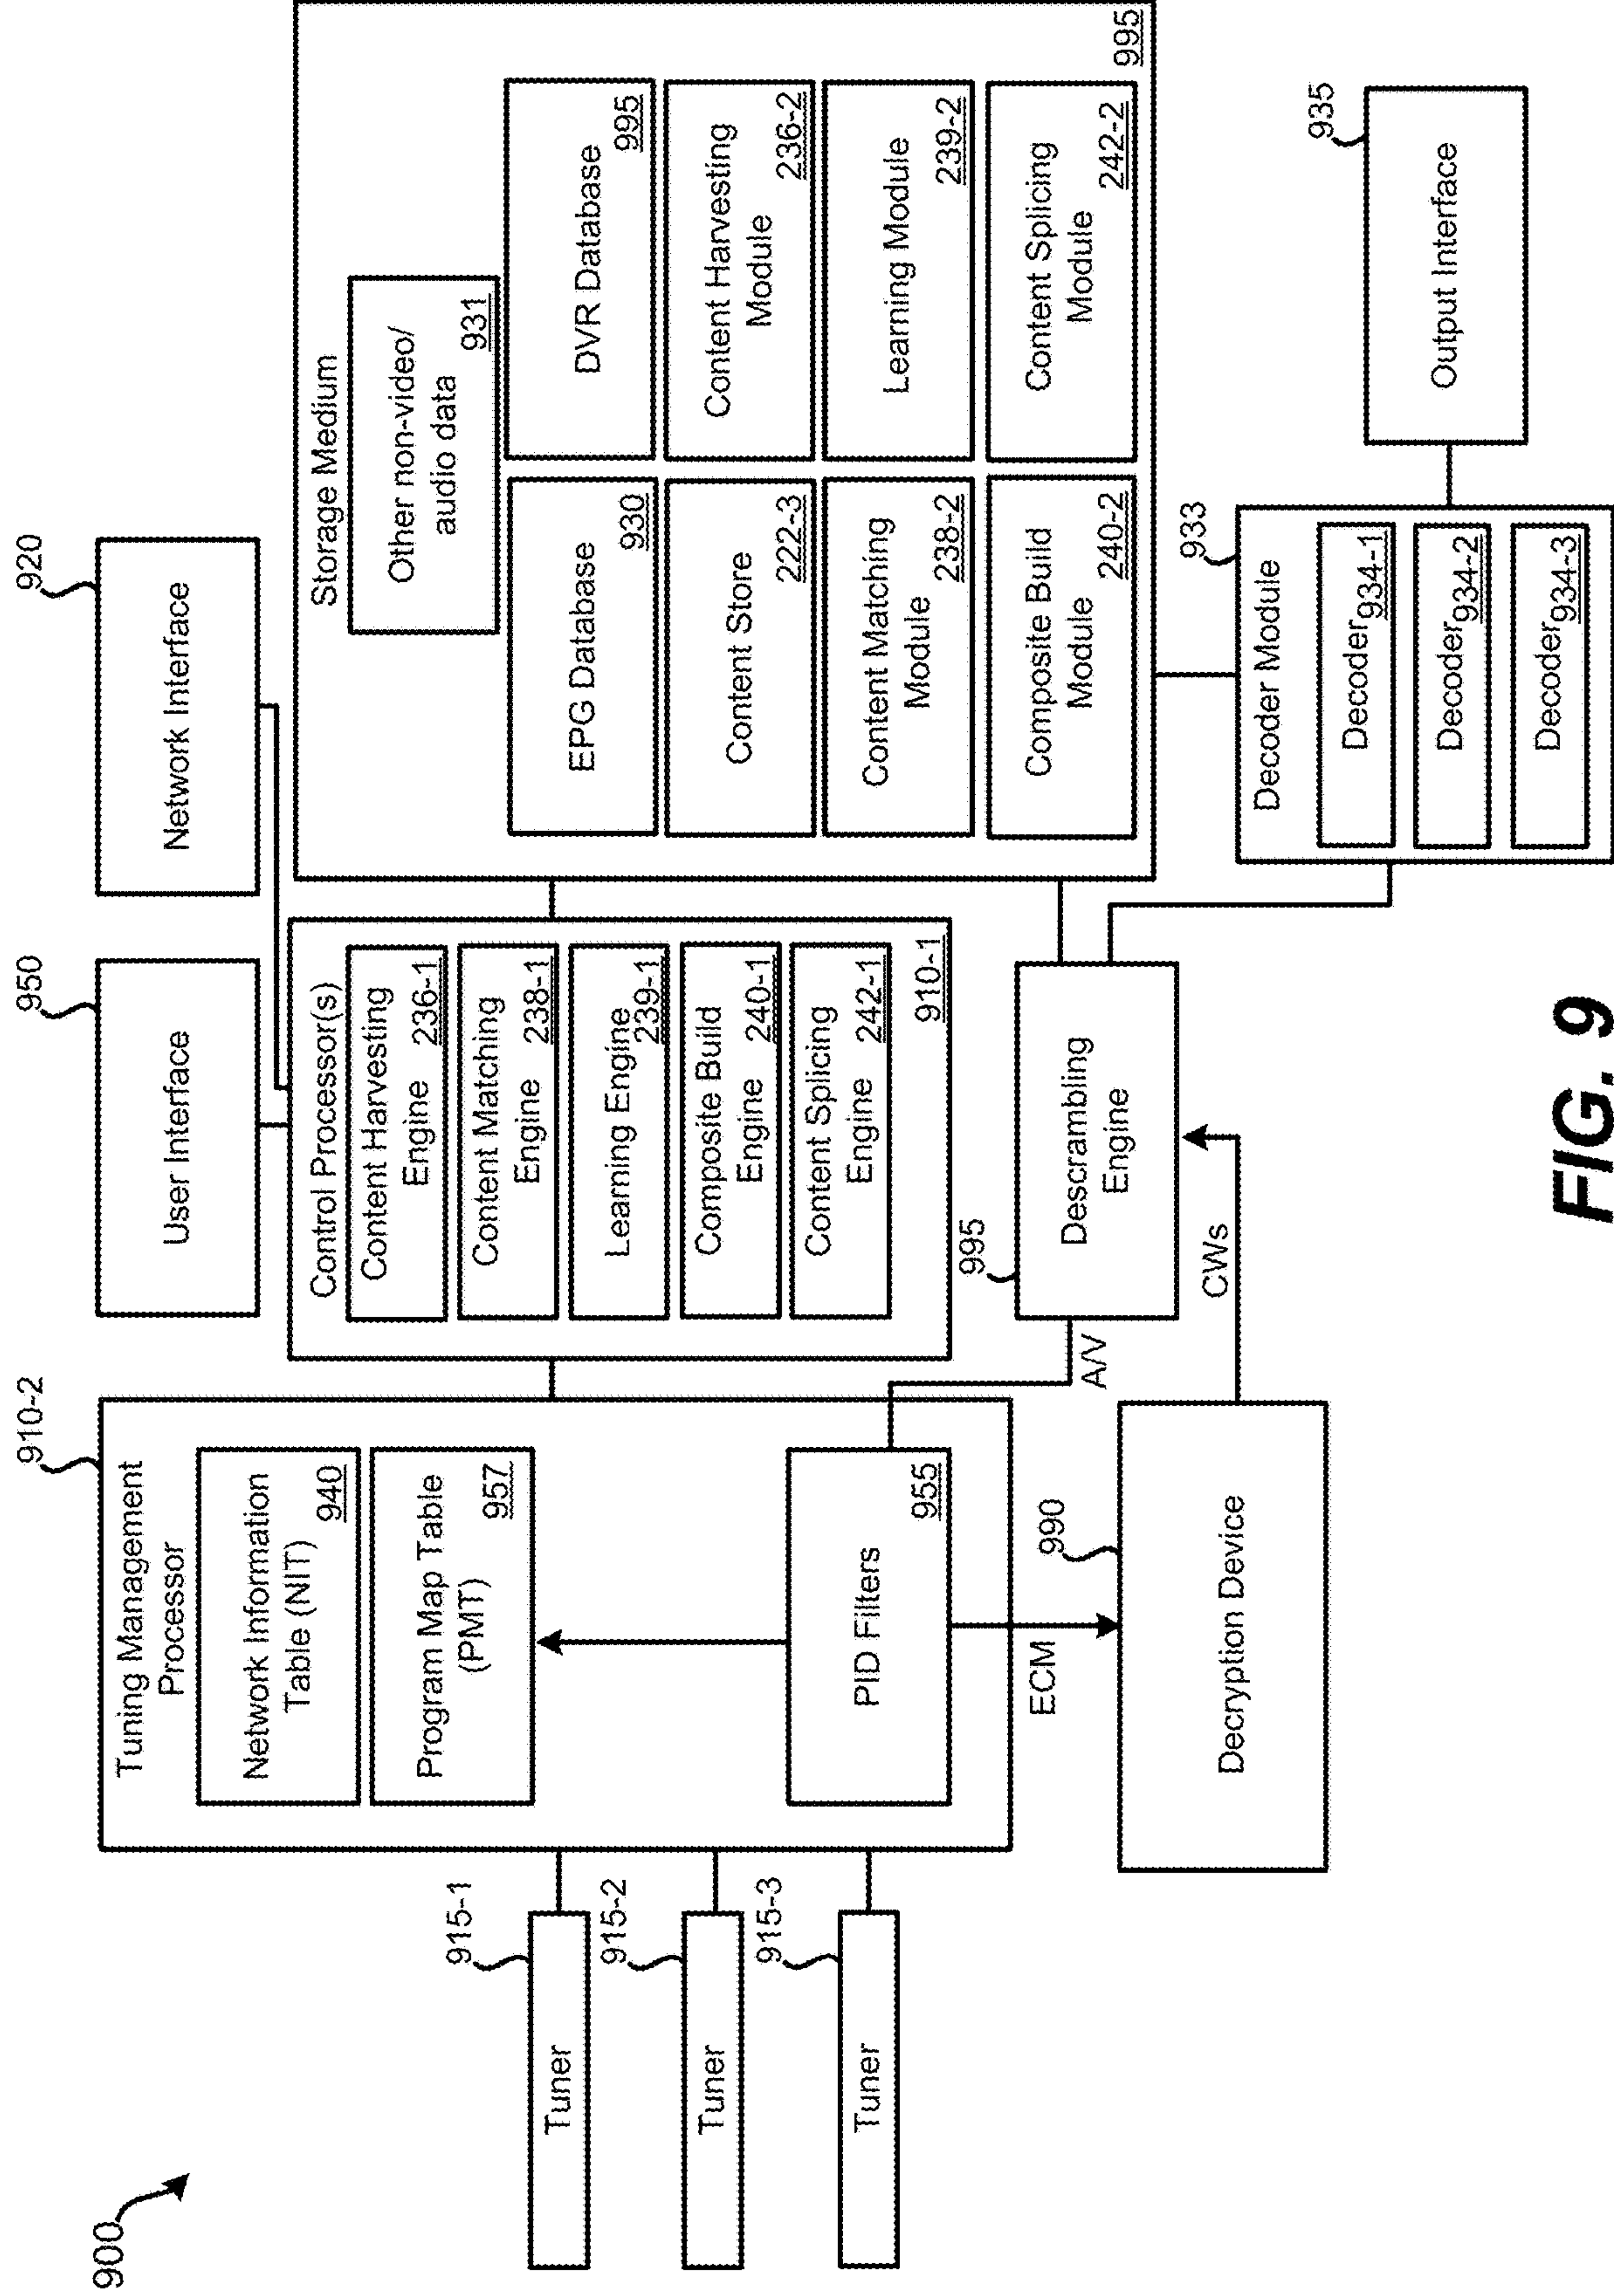 900
915-1
Tuner
915-2
Tuner
915-3
Tuner
910-2
Tuning Management
Processor
Network Information
Table (NIT)
940
Program Map Table
(PMT)
957
PID Filters
955
ECM
A/V
990
Decryption Device
CWs
950
User Interface
920
Network Interface
Control Processor(s)
Content Harvesting
Engine
236-1
Content Matching
Engine
238-1
Learning Engine
239-1
Composite Build
Engine
240-1
Content Splicing
Engine
242-1
910-1
995
Descrambling
Engine
Storage Medium
Other non-video/
audio data
931
EPG Database
930
DVR Database
995
Content Store
222-3
Content Harvesting
Module
236-2
Content Matching
Module
238-2
Learning Module
239-2
Composite Build
Module
240-2
Content Splicing
Module
242-2
995
933
Decoder Module
Decoder
934-1
Decoder
934-2
Decoder
934-3
935
Output Interface
FIG. 9